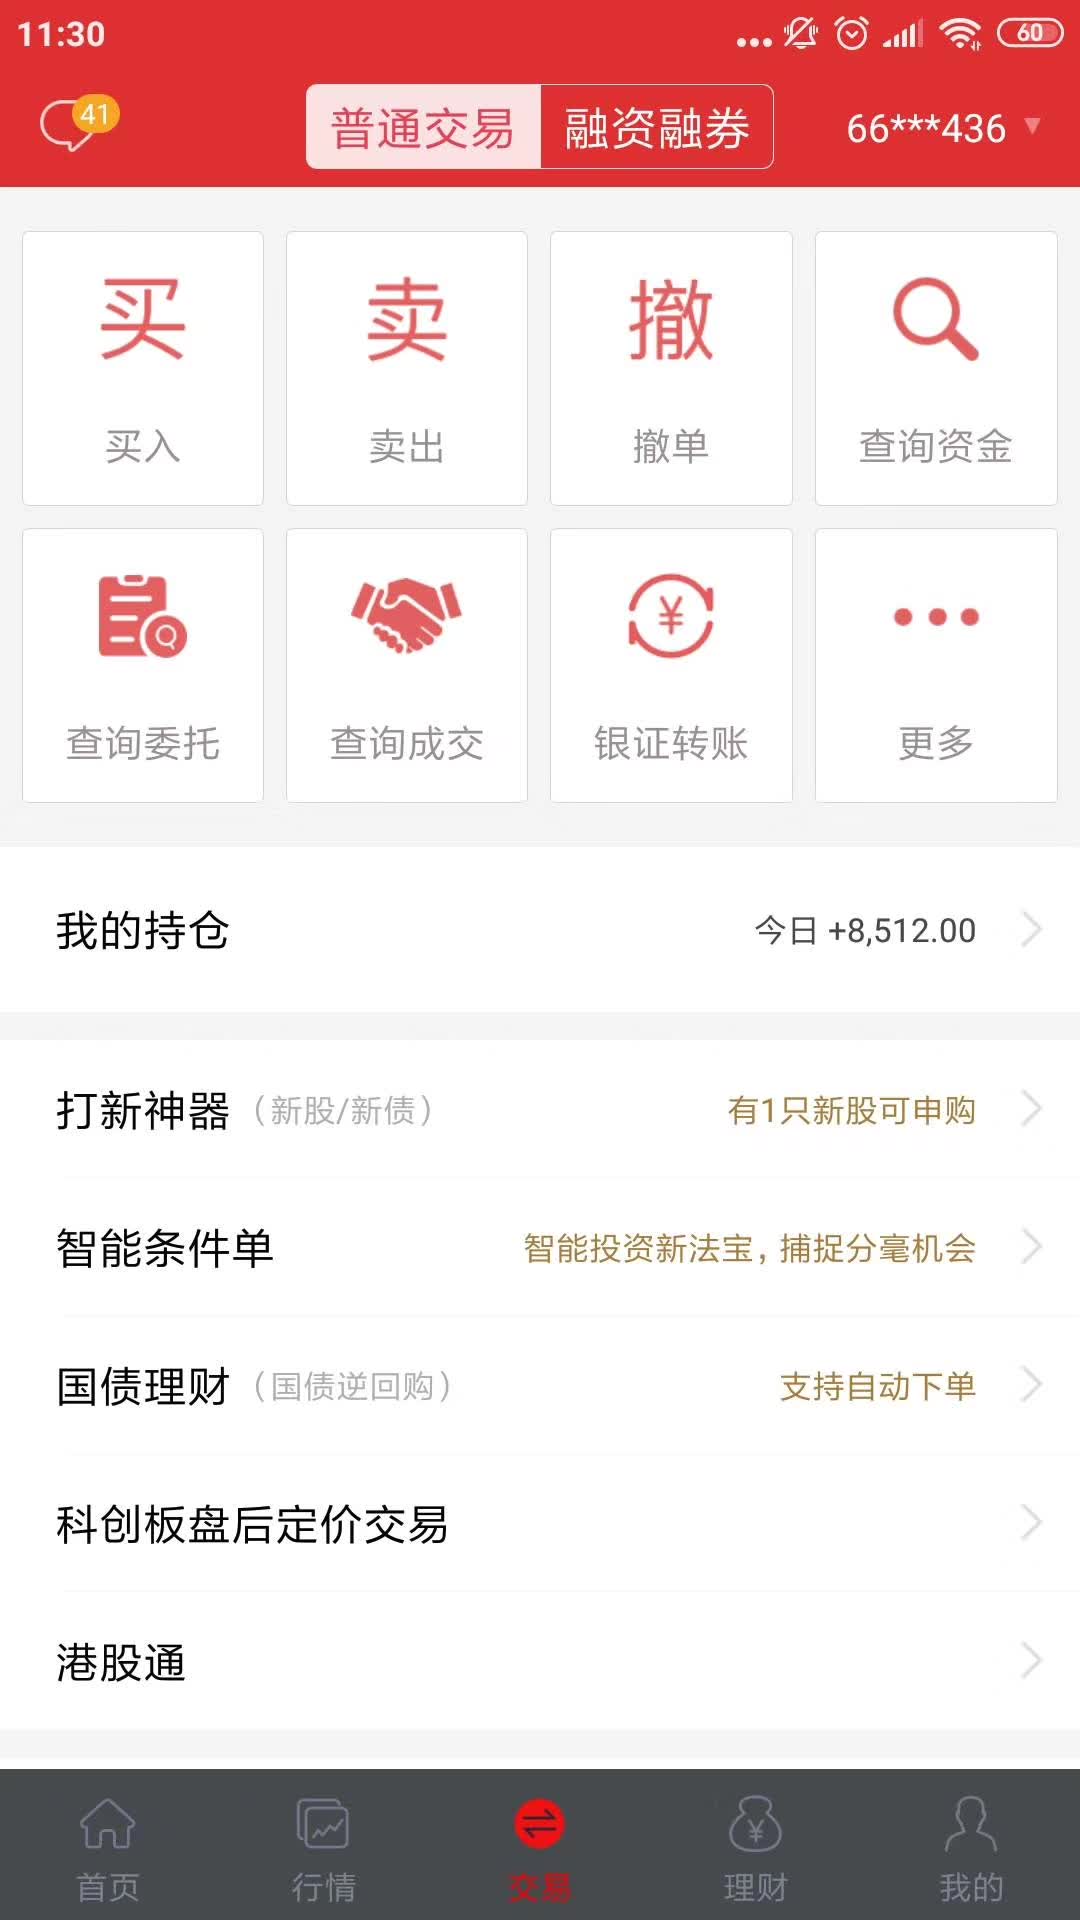 11:30
60
41
普通交易
融资融券
66***436
买
卖
撤
买入
卖出
撤单
查询资金
¥
查询委托
查询成交
银证转账
更多
我的持仓
今日 +8,512.00
打新神器（新股/新债）
有1只新股可申购
智能条件单
智能投资新法宝，捕捉分毫机会
国债理财（国债逆回购）
支持自动下单
科创板盘后定价交易
港股通
¥
首页
行情
交易
理财
我的